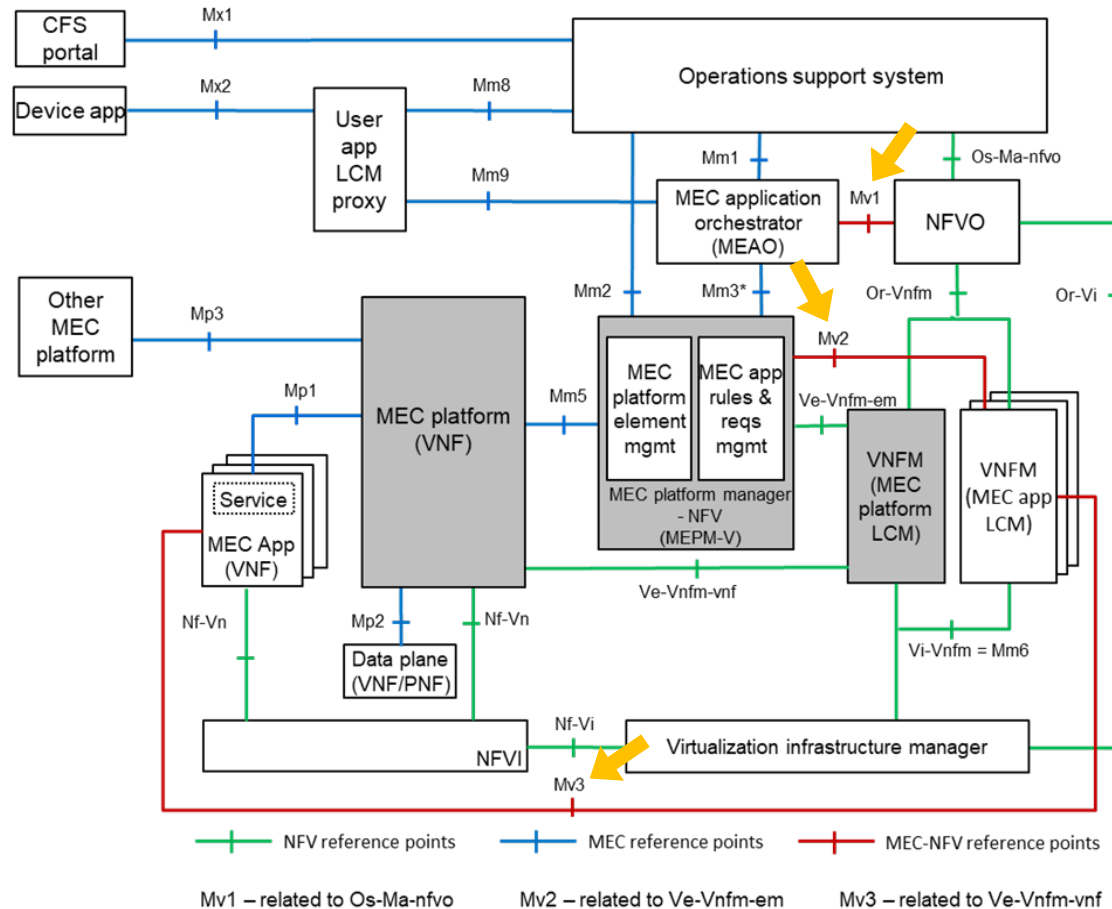 CFS
portal
Mx1
Operations support system
Device app
Mx2
User
app
LCM
proxy
Mm8
Mm9
Mm1
Os-Ma-nfvo
MEC application
orchestrator
(MEAO)
Mv1
NFVO
Other
MEC
platform
Mp3
Mm2
Mm3*
Or-Vnfm
Or-Vi
Mp1
MEC platform
(VNF)
Mm5
MEC
platform
element
mgmt
MEC app
rules &
reqs
mgmt
MEC platform manager
- NFV
(MEPM-V)
Mv2
Ve-Vnfm-em
VNFM
(MEC
platform
LCM)
VNFM
(MEC app
LCM)
Service
MEC App
(VNF)
Ve-Vnfm-vnf
Nf-Vn
Mp2
Nf-Vn
Data plane
(VNF/PNF)
Vi-Vnfm = Mm6
NFVI
Nf-Vi
Virtualization infrastructure manager
Mv3
NFV reference points
MEC reference points
MEC-NFV reference points
Mv1 – related to Os-Ma-nfvo
Mv2 – related to Ve-Vnfm-em
Mv3 – related to Ve-Vnfm-vnf